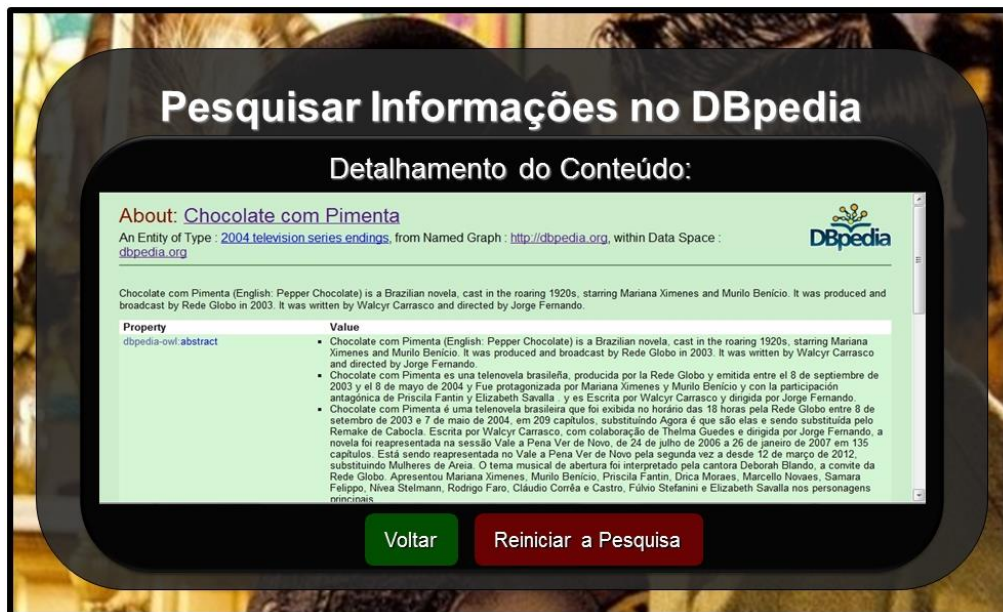 Pesquisar Informações no DBpedia
Detalhamento do Conteúdo:
About: Chocolate com Pimenta
An Entity of Type : 2004 television series endings, from Named Graph : http://dbpedia.org, within Data Space :
dbpedia.org
DBpedia
Chocolate com Pimenta (English: Pepper Chocolate) is a Brazilian novela, cast in the roaring 1920s, starring Mariana Ximenes and Murilo Benício. It was produced and
broadcast by Rede Globo in 2003. It was written by Walcyr Carrasco and directed by Jorge Fernando.
Property Value
dbpedia-owl:abstract
▪ Chocolate com Pimenta (English: Pepper Chocolate) is a Brazilian novela, cast in the roaring 1920s, starring Mariana
Ximenes and Murilo Benício. It was produced and broadcast by Rede Globo in 2003. It was written by Walcyr Carrasco
and directed by Jorge Fernando.
▪ Chocolate com Pimenta es una telenovela brasileña, producida por la Rede Globo y emitida entre el 8 de septiembre de
2003 y el 8 de mayo de 2004 y Fue protagonizada por Mariana Ximenes y Murilo Benício y con la participación
antagónica de Priscila Fantin y Elizabeth Savalla . y es Escrita por Walcyr Carrasco y dirigida por Jorge Fernando.
▪ Chocolate com Pimenta é uma telenovela brasileira que foi exibida no horário das 18 horas pela Rede Globo entre 8 de
setembro de 2003 e 7 de maio de 2004, em 209 capítulos, substituindo Agora é que são elas e sendo substituída pelo
Remake de Cabocla. Escrita por Walcyr Carrasco, com colaboração de Thelma Guedes e dirigida por Jorge Fernando, a
novela foi reapresentada na sessão Vale a Pena Ver de Novo, de 24 de julho de 2006 a 26 de janeiro de 2007 em 135
capítulos. Está sendo reapresentada no Vale a Pena Ver de Novo pela segunda vez a desde 12 de março de 2012,
substituindo Mulheres de Areia. O tema musical de abertura foi interpretado pela cantora Deborah Blando, a convite da
Rede Globo. Apresentou Mariana Ximenes, Murilo Benício, Priscila Fantin, Drica Moraes, Marcello Novaes, Samara
Felippo, Nívea Stelmann, Rodrigo Faro, Cláudio Corrêa e Castro, Fúlvio Stefanini e Elizabeth Savalla nos personagens
principais
Voltar
Reiniciar a Pesquisa